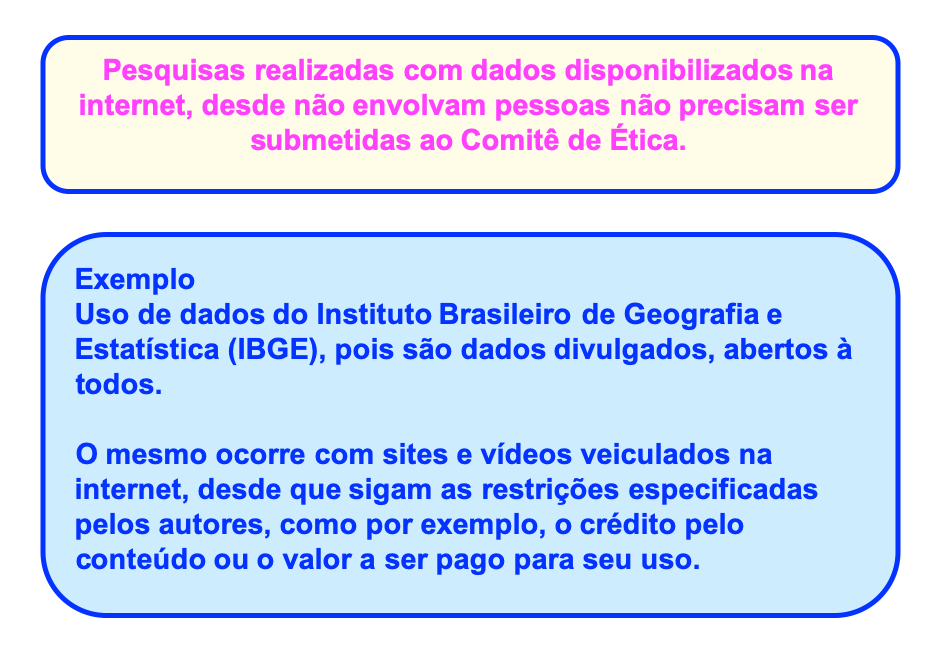 Pesquisas realizadas com dados disponibilizados na
internet, desde não envolvam pessoas não precisam ser
submetidas ao Comitê de Ética.
Exemplo
Uso de dados do Instituto Brasileiro de Geografia e
Estatística (IBGE), pois são dados divulgados, abertos à
todos.
O mesmo ocorre com sites e vídeos veiculados na
internet, desde que sigam as restrições especificadas
pelos autores, como por exemplo, o crédito pelo
conteúdo ou o valor a ser pago para seu uso.